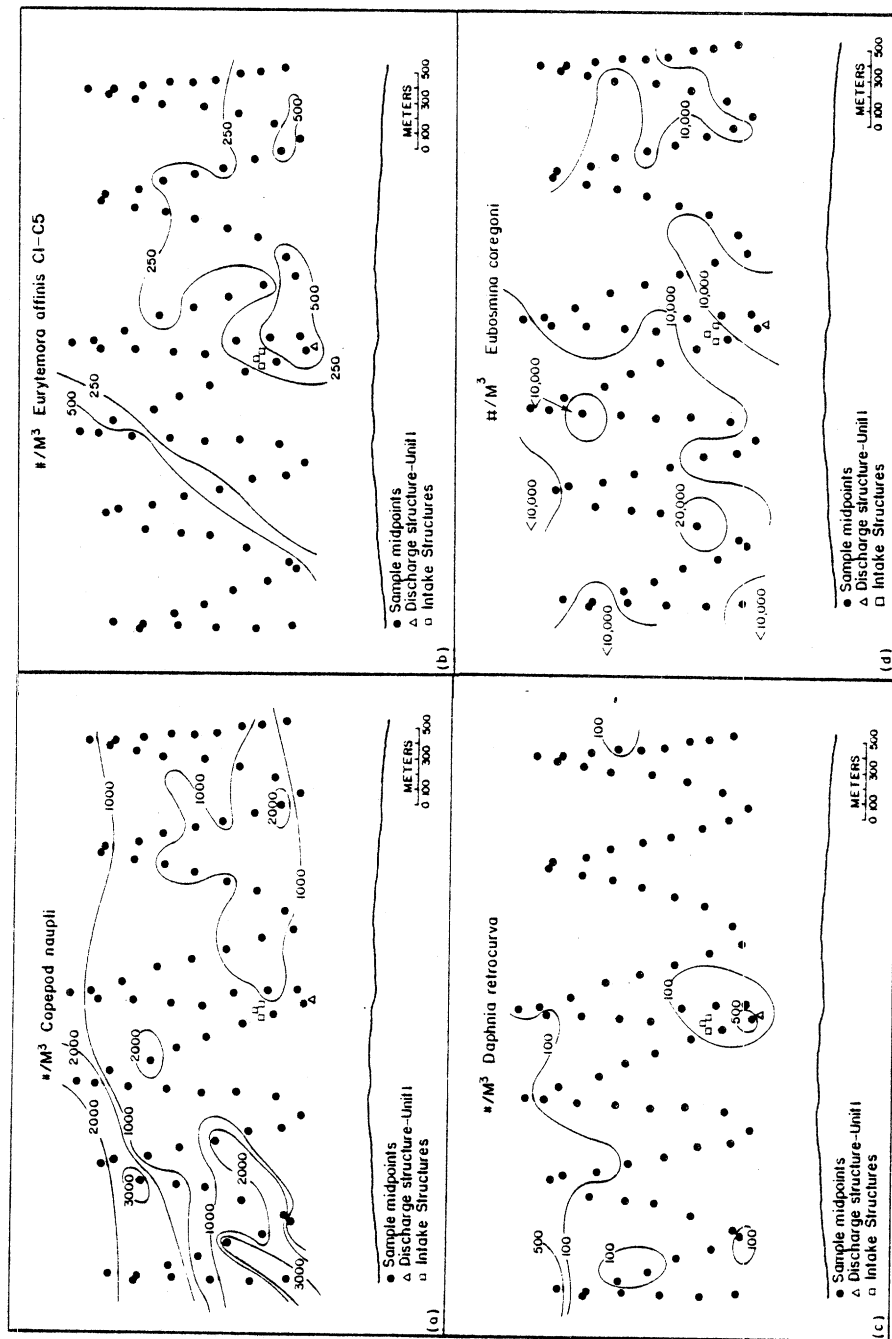 #/M³ Copepod naupli
2000
2000
1000
1000
3000
2000
1000
2000
3000
1000
2000
1000
● Sample midpoints
△ Discharge structure-Unit I
□ Intake Structures
METERS
0 100 300 500
(a)
#/M³ Eurytemora affinis CI-C5
500
250
250
250
500
250
500
● Sample midpoints
△ Discharge structure-Unit I
□ Intake Structures
METERS
0 100 300 500
(b)
#/M³ Daphnia retrocurva
500
100
100
100
100
100
500
100
● Sample midpoints
△ Discharge structure-Unit I
□ Intake Structures
METERS
0 100 300 500
(c)
#/M³ Eubosmina coregoni
<10,000
<10,000
<10,000
20,000
<10,000
10,000
10,000
10,000
● Sample midpoints
△ Discharge structure-Unit I
□ Intake Structures
METERS
0 100 300 500
(d)